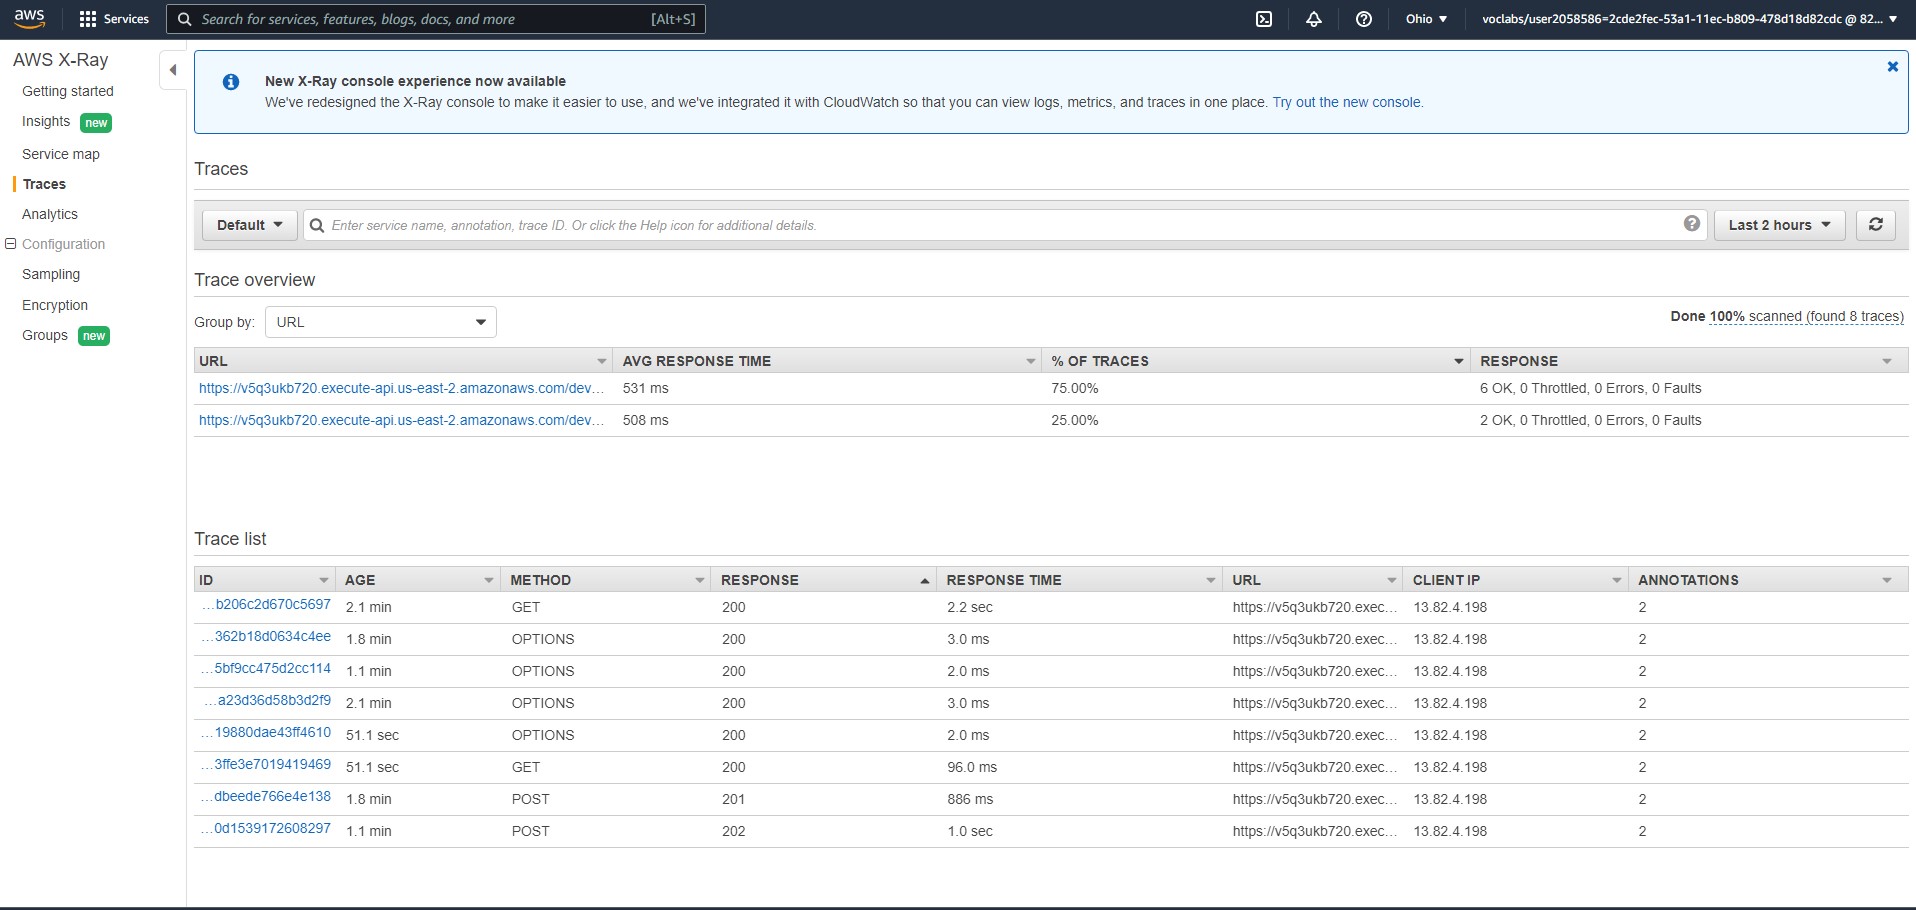 aws Services Search for services, features, blogs, docs, and more [Alt+S] Ohio voclabs/user2058586=2cde2fec-53a1-11ec-b809-478d18d82cdc @ 82...
AWS X-Ray
Getting started
Insights new
Service map
Traces
Analytics
Configuration
Sampling
Encryption
Groups new
New X-Ray console experience now available
We've redesigned the X-Ray console to make it easier to use, and we've integrated it with CloudWatch so that you can view logs, metrics, and traces in one place. Try out the new console.
Traces
Default Enter service name, annotation, trace ID. Or click the Help icon for additional details. Last 2 hours
Trace overview
Group by: URL Done 100% scanned (found 8 traces)
URL AVG RESPONSE TIME % OF TRACES RESPONSE
https://v5q3ukb720.execute-api.us-east-2.amazonaws.com/dev... 531 ms 75.00% 6 OK, 0 Throttled, 0 Errors, 0 Faults
https://v5q3ukb720.execute-api.us-east-2.amazonaws.com/dev... 508 ms 25.00% 2 OK, 0 Throttled, 0 Errors, 0 Faults
Trace list
ID AGE METHOD RESPONSE RESPONSE TIME URL CLIENT IP ANNOTATIONS
...b206c2d670c5697 2.1 min GET 200 2.2 sec https://v5q3ukb720.exec... 13.82.4.198 2
...362b18d0634c4ee 1.8 min OPTIONS 200 3.0 ms https://v5q3ukb720.exec... 13.82.4.198 2
...5bf9cc475d2cc114 1.1 min OPTIONS 200 2.0 ms https://v5q3ukb720.exec... 13.82.4.198 2
...a23d36d58b3d2f9 2.1 min OPTIONS 200 3.0 ms https://v5q3ukb720.exec... 13.82.4.198 2
...19880dae43ff4610 51.1 sec OPTIONS 200 2.0 ms https://v5q3ukb720.exec... 13.82.4.198 2
...3ffe3e7019419469 51.1 sec GET 200 96.0 ms https://v5q3ukb720.exec... 13.82.4.198 2
...dbeede766e4e138 1.8 min POST 201 886 ms https://v5q3ukb720.exec... 13.82.4.198 2
...0d1539172608297 1.1 min POST 202 1.0 sec https://v5q3ukb720.exec... 13.82.4.198 2